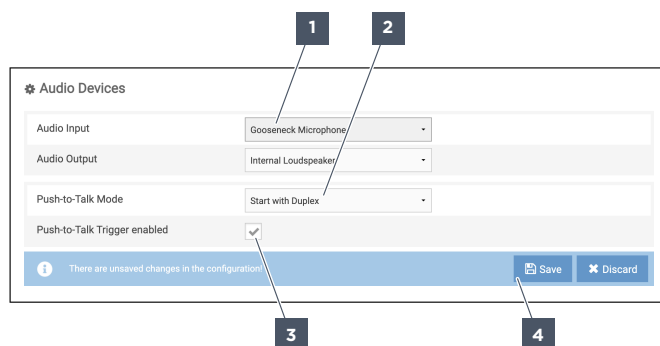 1 2
Audio Devices
Audio Input Gooseneck Microphone
Audio Output Internal Loudspeaker
Push-to-Talk Mode Start with Duplex
Push-to-Talk Trigger enabled
There are unsaved changes in the configuration! Save Discard
3 4